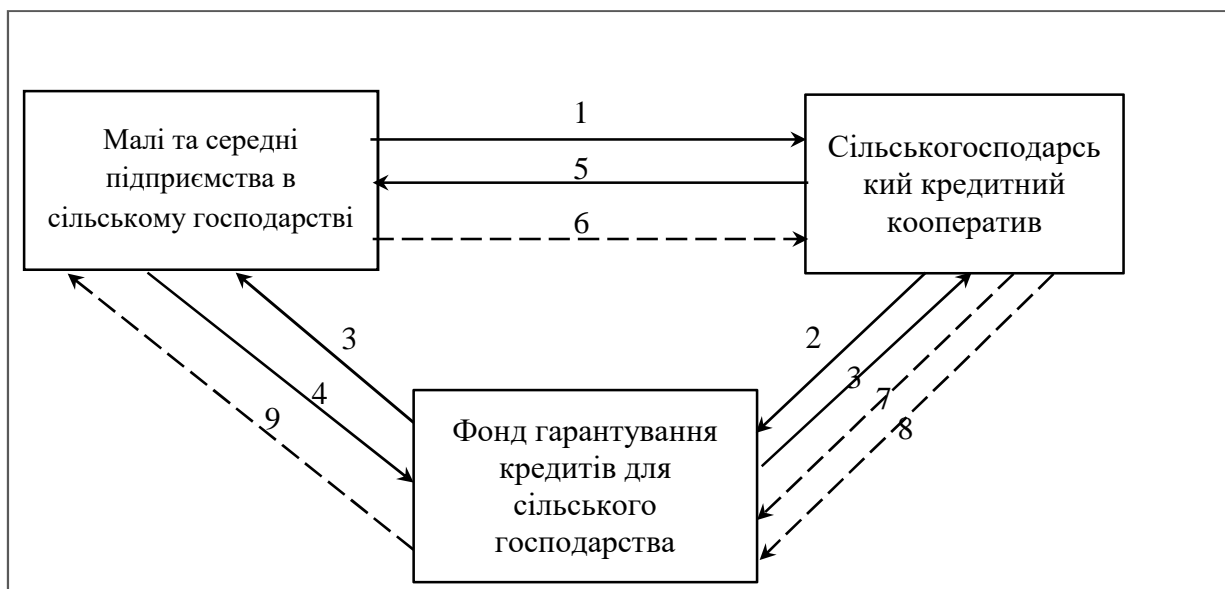 1
Малі та середні
підприємства в
сільському господарстві
5
6
Сільськогосподарсь
кий кредитний
кооператив
3
4
9
2
3
7
8
Фонд гарантування
кредитів для
сільського
господарства